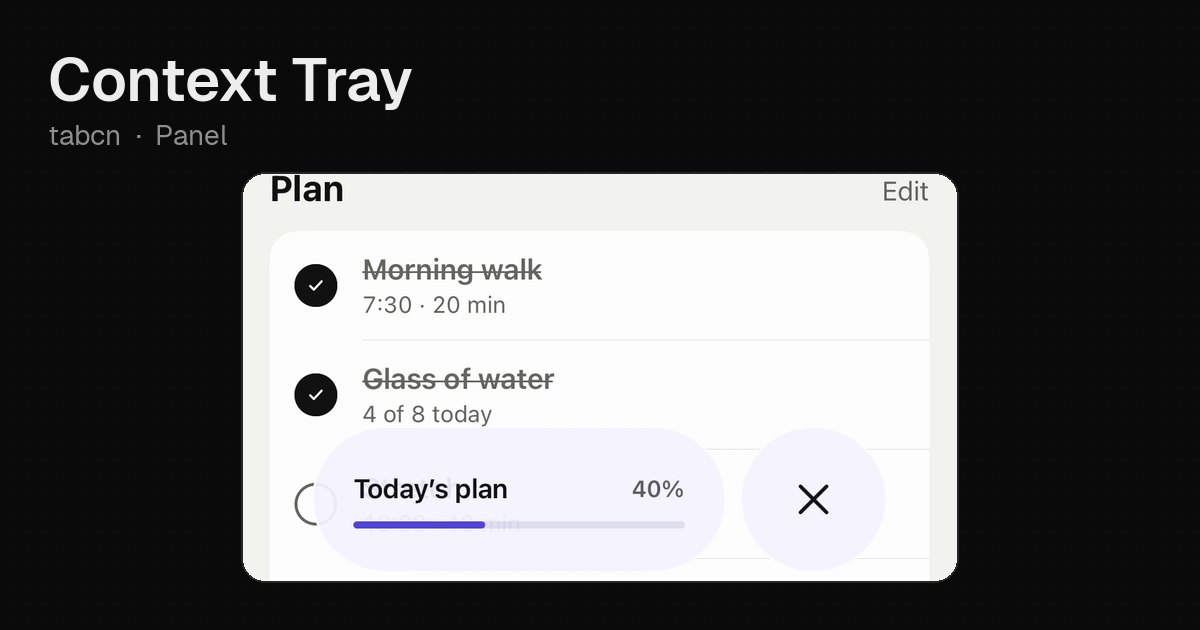 Context Tray
tabcn · Panel
Plan
Edit
Morning walk
7:30 · 20 min
Glass of water
4 of 8 today
Today’s plan
40%